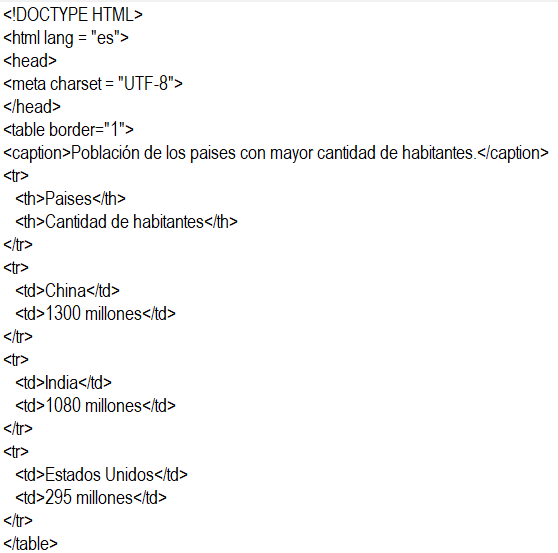 <!DOCTYPE HTML>
<html lang = "es">
<head>
<meta charset = "UTF-8">
</head>
<table border="1">
<caption>Población de los paises con mayor cantidad de habitantes.</caption>
<tr>
<th>Paises</th>
<th>Cantidad de habitantes</th>
</tr>
<tr>
<td>China</td>
<td>1300 millones</td>
</tr>
<tr>
<td>India</td>
<td>1080 millones</td>
</tr>
<tr>
<td>Estados Unidos</td>
<td>295 millones</td>
</tr>
</table>